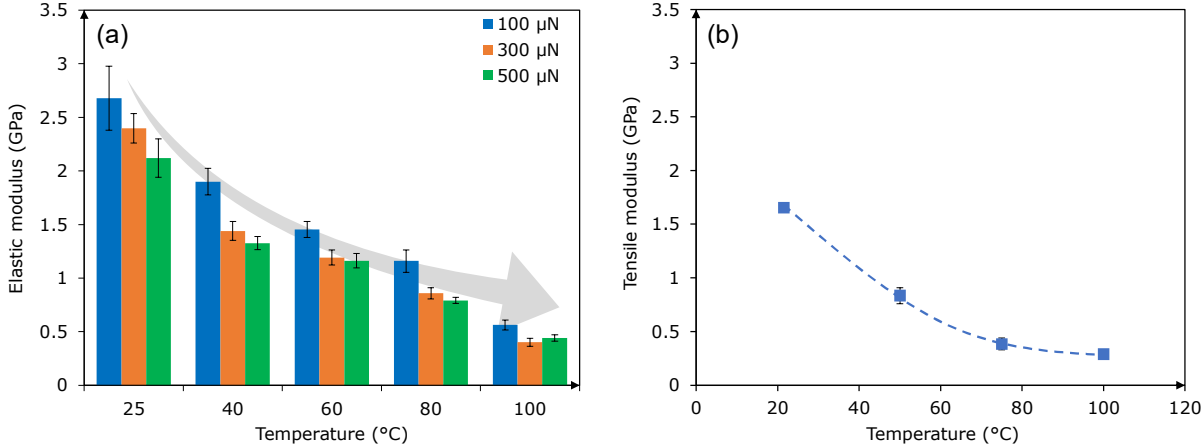 (a)
100 µN
300 µN
500 µN
Elastic modulus (GPa)
3.5
3
2.5
2
1.5
1
0.5
0
25 40 60 80 100
Temperature (°C)
(b)
Tensile modulus (GPa)
3.5
3
2.5
2
1.5
1
0.5
0
0 20 40 60 80 100 120
Temperature (°C)